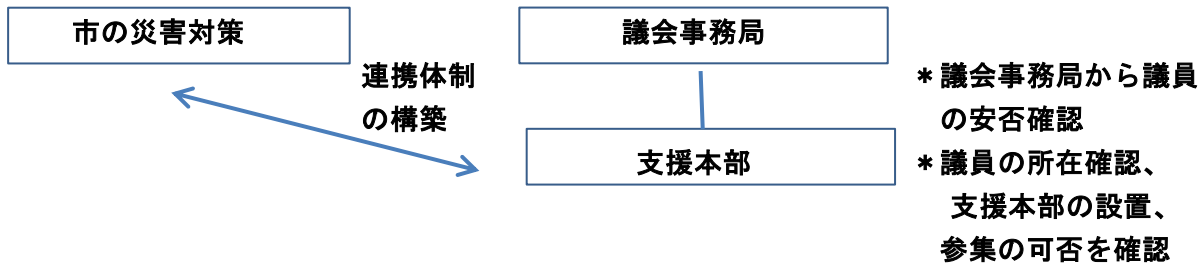 市の災害対策
議会事務局
連携体制
の構築
支援本部
＊議会事務局から議員
の安否確認
＊議員の所在確認、
支援本部の設置、
参集の可否を確認